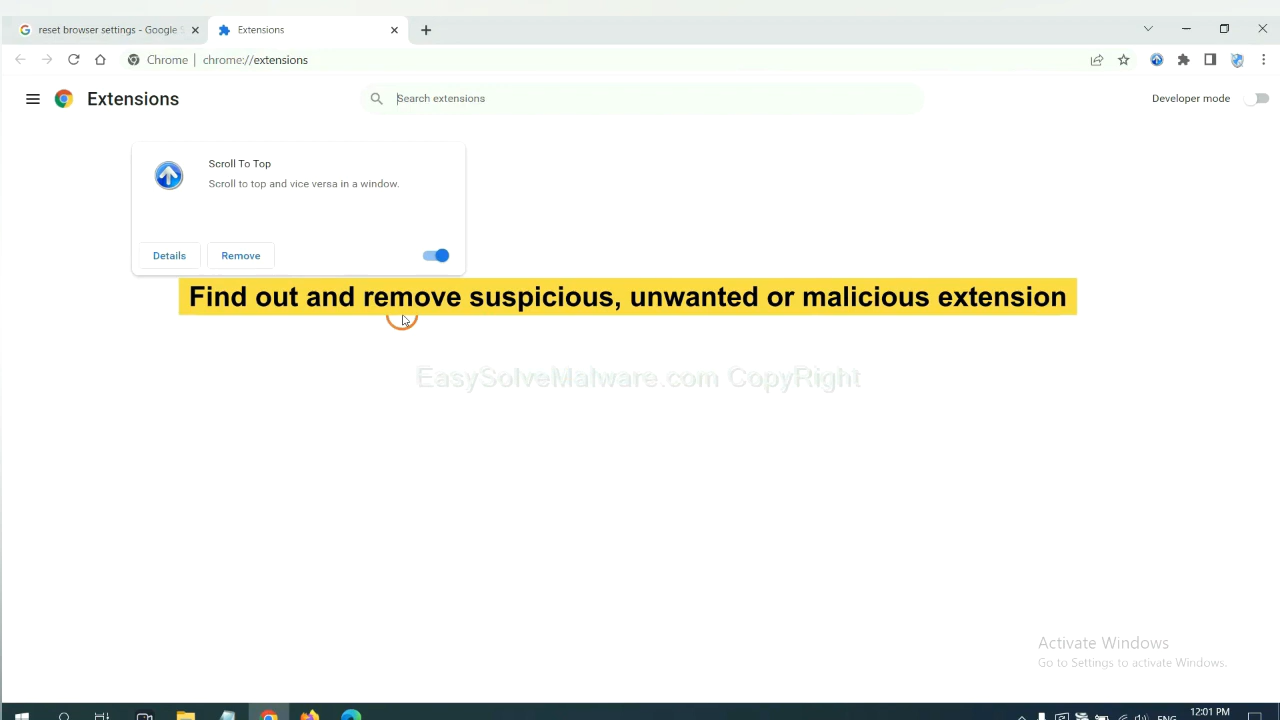 reset browser settings - Google
Extensions
Chrome
chrome://extensions
Extensions
Search extensions
Developer mode
Scroll To Top
Scroll to top and vice versa in a window.
Details
Remove
Find out and remove suspicious, unwanted or malicious extension
EasySolveMalware.com CopyRight
Activate Windows
Go to Settings to activate Windows.
12:01 PM
ENG